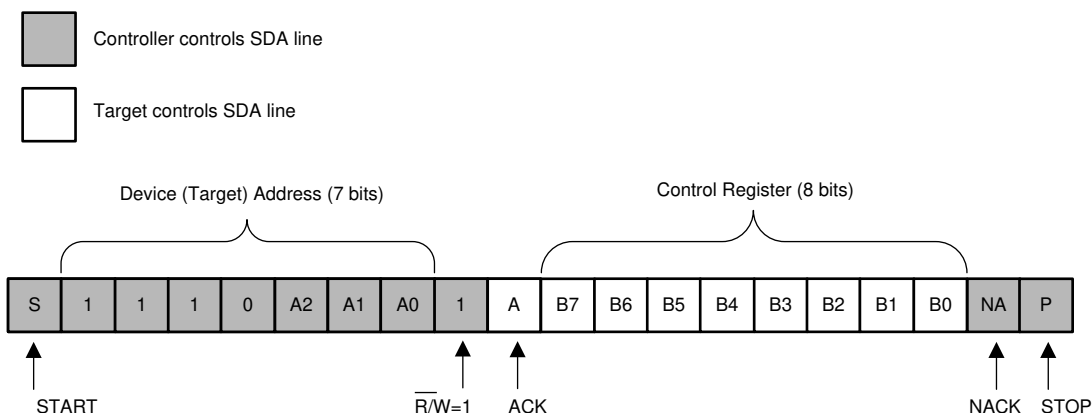 Controller controls SDA line
Target controls SDA line
Device (Target) Address (7 bits)
Control Register (8 bits)
S 1 1 1 0 A2 A1 A0 1 A B7 B6 B5 B4 B3 B2 B1 B0 NA P
START R/W=1 ACK NACK STOP